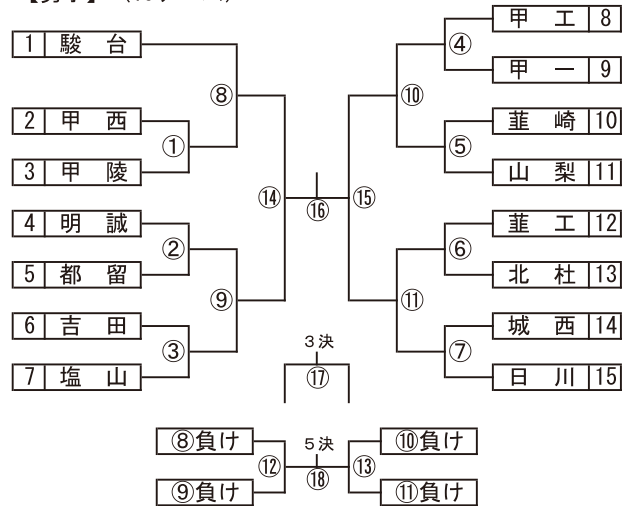 1 駿台
2 甲西
3 甲陵
4 明誠
5 都留
6 吉田
7 塩山
① ② ③
⑧ ⑨
⑭ ⑯ ⑮
⑩ ⑪
④ ⑤ ⑥ ⑦
甲工 8
甲一 9
韮崎 10
山梨 11
韮工 12
北杜 13
城西 14
日川 15
3決
⑰
⑧負け
⑨負け
⑫
5決
⑱
⑬
⑩負け
⑪負け